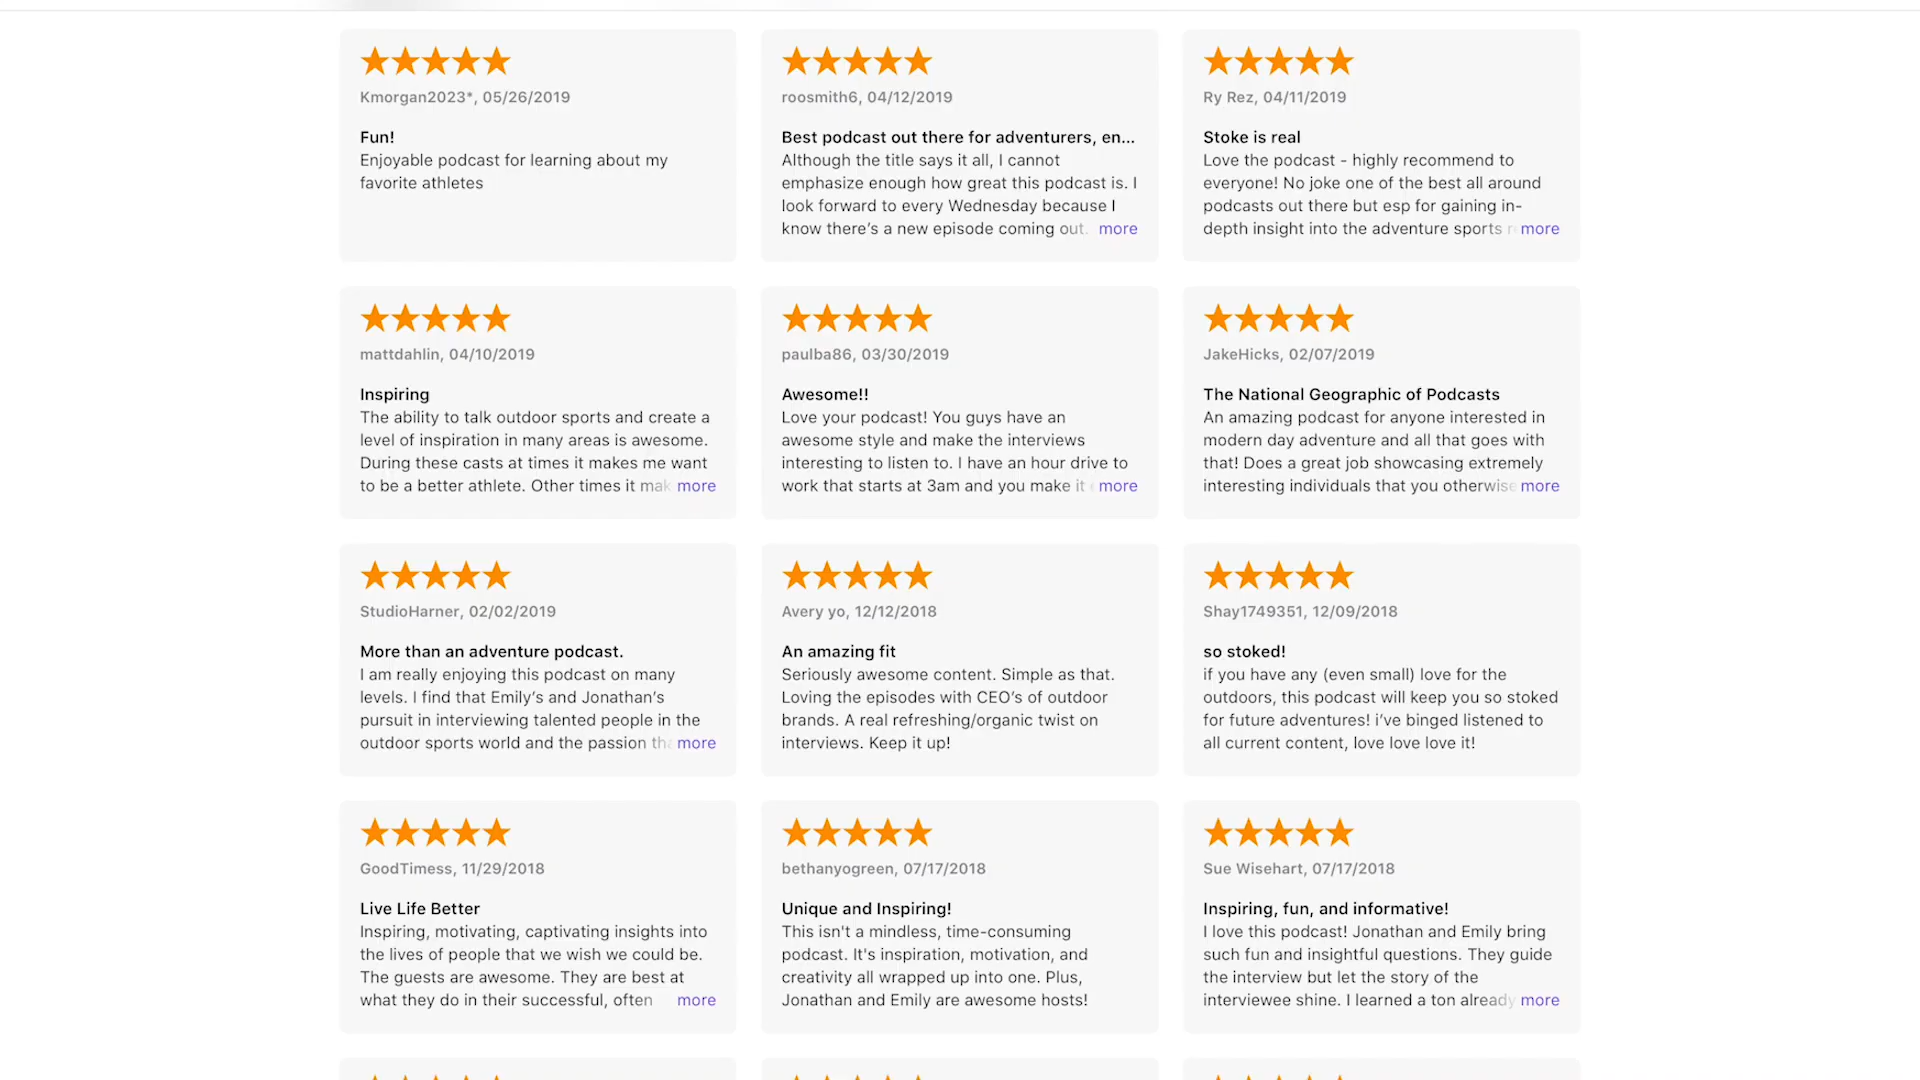 Kmorgan2023*, 05/26/2019
Fun!
Enjoyable podcast for learning about my
favorite athletes
roosmith6, 04/12/2019
Best podcast out there for adventurers, en...
Although the title says it all, I cannot
emphasize enough how great this podcast is. I
look forward to every Wednesday because I
know there's a new episode coming out. more
Ry Rez, 04/11/2019
Stoke is real
Love the podcast - highly recommend to
everyone! No joke one of the best all around
podcasts out there but esp for gaining in-
depth insight into the adventure sports more
mattdahlin, 04/10/2019
Inspiring
The ability to talk outdoor sports and create a
level of inspiration in many areas is awesome.
During these casts at times it makes me want
to be a better athlete. Other times it mak more
paulba86, 03/30/2019
Awesome!!
Love your podcast! You guys have an
awesome style and make the interviews
interesting to listen to. I have an hour drive to
work that starts at 3am and you make it more
JakeHicks, 02/07/2019
The National Geographic of Podcasts
An amazing podcast for anyone interested in
modern day adventure and all that goes with
that! Does a great job showcasing extremely
interesting individuals that you otherwise more
StudioHarner, 02/02/2019
More than an adventure podcast.
I am really enjoying this podcast on many
levels. I find that Emily's and Jonathan's
pursuit in interviewing talented people in the
outdoor sports world and the passion tha more
Avery yo, 12/12/2018
An amazing fit
Seriously awesome content. Simple as that.
Loving the episodes with CEO's of outdoor
brands. A real refreshing/organic twist on
interviews. Keep it up!
Shay1749351, 12/09/2018
so stoked!
if you have any (even small) love for the
outdoors, this podcast will keep you so stoked
for future adventures! i've binged listened to
all current content, love love love it!
GoodTimess, 11/29/2018
Live Life Better
Inspiring, motivating, captivating insights into
the lives of people that we wish we could be.
The guests are awesome. They are best at
what they do in their successful, often more
bethanyogreen, 07/17/2018
Unique and Inspiring!
This isn't a mindless, time-consuming
podcast. It's inspiration, motivation, and
creativity all wrapped up into one. Plus,
Jonathan and Emily are awesome hosts!
Sue Wisehart, 07/17/2018
Inspiring, fun, and informative!
I love this podcast! Jonathan and Emily bring
such fun and insightful questions. They guide
the interview but let the story of the
interviewee shine. I learned a ton already more